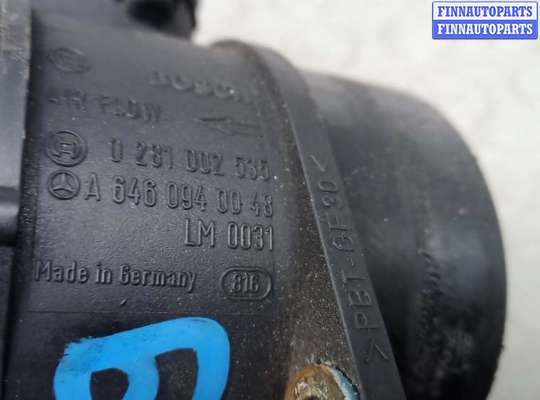 FINNAUTOPARTS
FINNAUTOPARTS
BOSCH
AIR FLOW
0 281 002 535
A 646 094 00 48
LM 0031
Made in Germany
816
>PBT-GF30<